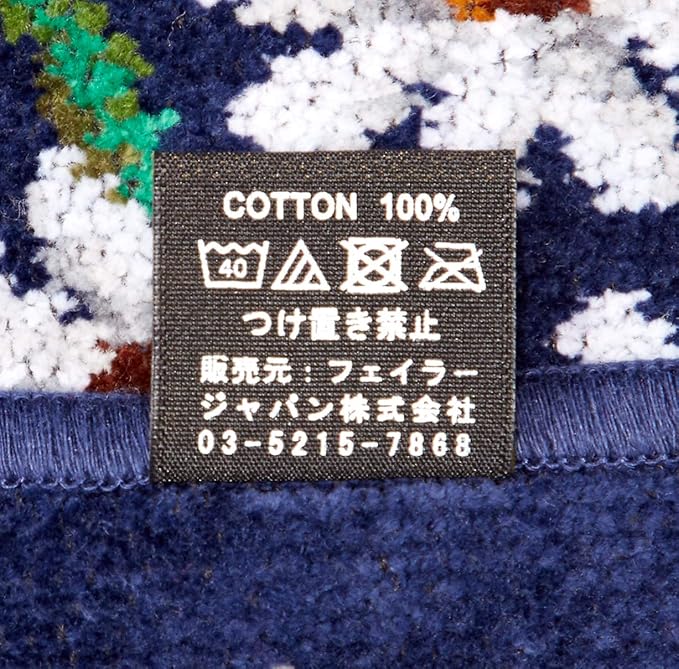 COTTON 100%
40
つけ置き禁止
販売元：フェイラー
ジャパン株式会社
03-5215-7868